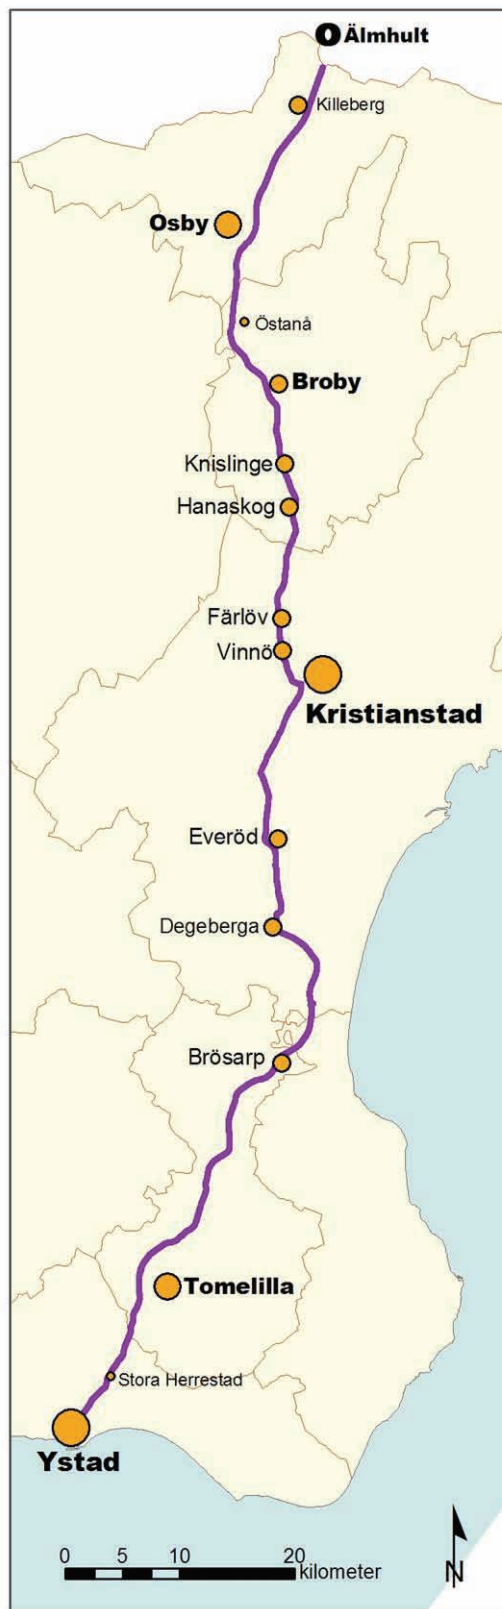 Älmhult
Killeberg
Osby
Östanå
Broby
Knislinge
Hanaskog
Färlöv
Vinnö
Kristianstad
Everöd
Degeberga
Brösarp
Tomelilla
Stora Herrestad
Ystad
0 5 10 20
kilometer
N